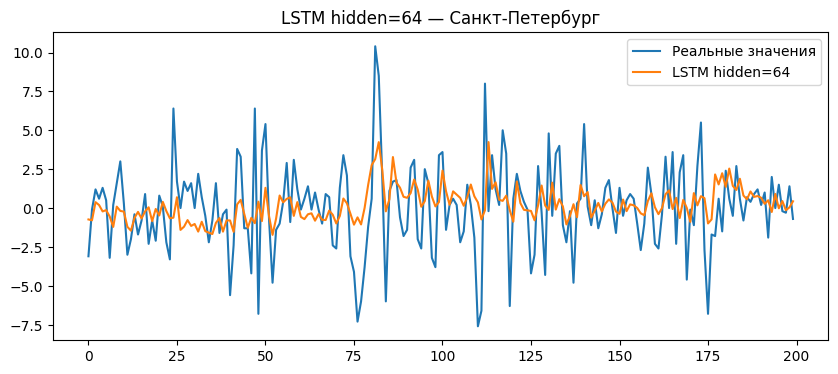 LSTM hidden=64 — Санкт-Петербург
Реальные значения
LSTM hidden=64
10.0
7.5
5.0
2.5
0.0
−2.5
−5.0
−7.5
0 25 50 75 100 125 150 175 200